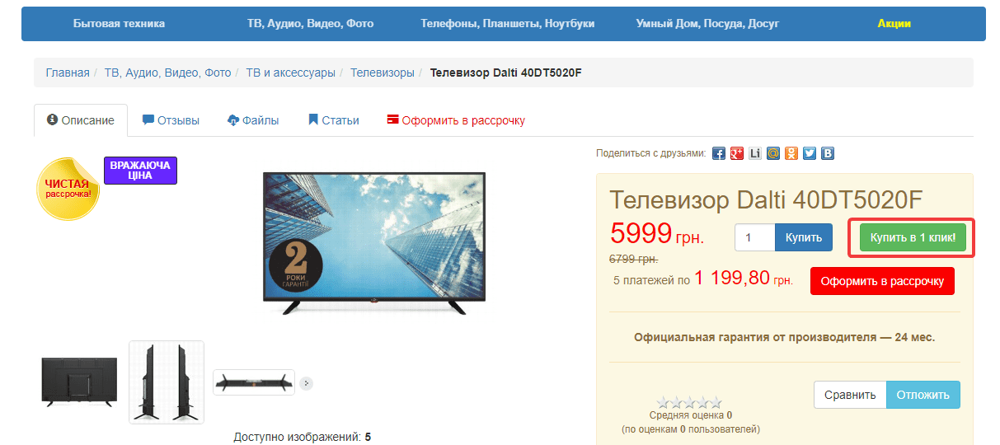 Бытовая техника
ТВ, Аудио, Видео, Фото
Телефоны, Планшеты, Ноутбуки
Умный Дом, Посуда, Досуг
Акции
Главная / ТВ, Аудио, Видео, Фото / ТВ и аксессуары / Телевизоры / Телевизор Dalti 40DT5020F
Описание
Отзывы
Файлы
Статьи
Оформить в рассрочку
Поделиться с друзьями:
ЧИСТАЯ
рассрочка!
ВРАЖАЮЧА
ЦІНА
2
РОКИ
ГАРАНТІЇ
Доступно изображений: 5
Телевизор Dalti 40DT5020F
5999 грн.
1
Купить
Купить в 1 клик!
6799 грн.
5 платежей по 1 199,80 грн.
Оформить в рассрочку
Официальная гарантия от производителя — 24 мес.
Сравнить
Отложить
Средняя оценка 0
(по оценкам 0 пользователей)